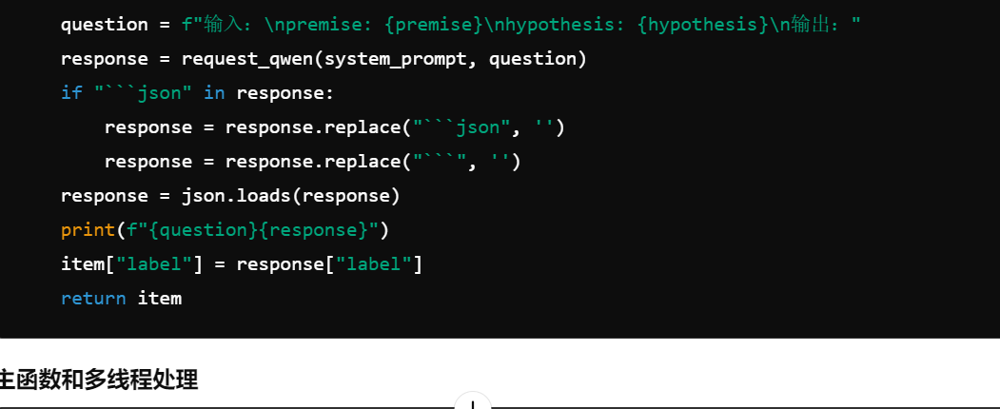 question = f"输入：\npremise: {premise}\nhypothesis: {hypothesis}\n输出："
response = request_qwen(system_prompt, question)
if "```json" in response:
    response = response.replace("```json", '')
    response = response.replace("```", '')
response = json.loads(response)
print(f"{question}{response}")
item["label"] = response["label"]
return item
主函数和多线程处理